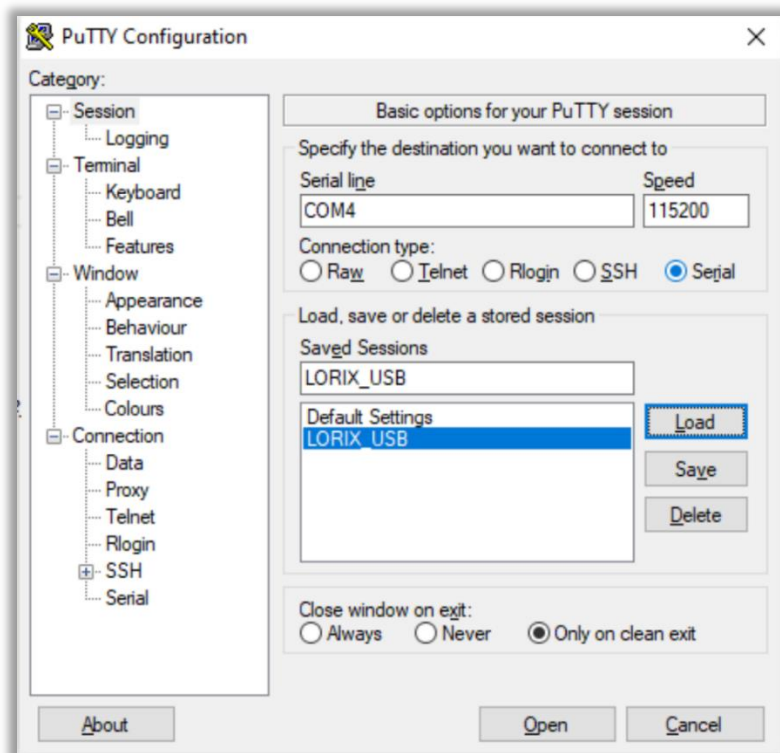 PuTTY Configuration
Category:
Session
Logging
Terminal
Keyboard
Bell
Features
Window
Appearance
Behaviour
Translation
Selection
Colours
Connection
Data
Proxy
Telnet
Rlogin
SSH
Serial
Basic options for your PuTTY session
Specify the destination you want to connect to
Serial line Speed
COM4 115200
Connection type:
Raw Telnet Rlogin SSH Serial
Load, save or delete a stored session
Saved Sessions
LORIX_USB
Default Settings
LORIX_USB
Load
Save
Delete
Close window on exit:
Always Never Only on clean exit
About Open Cancel